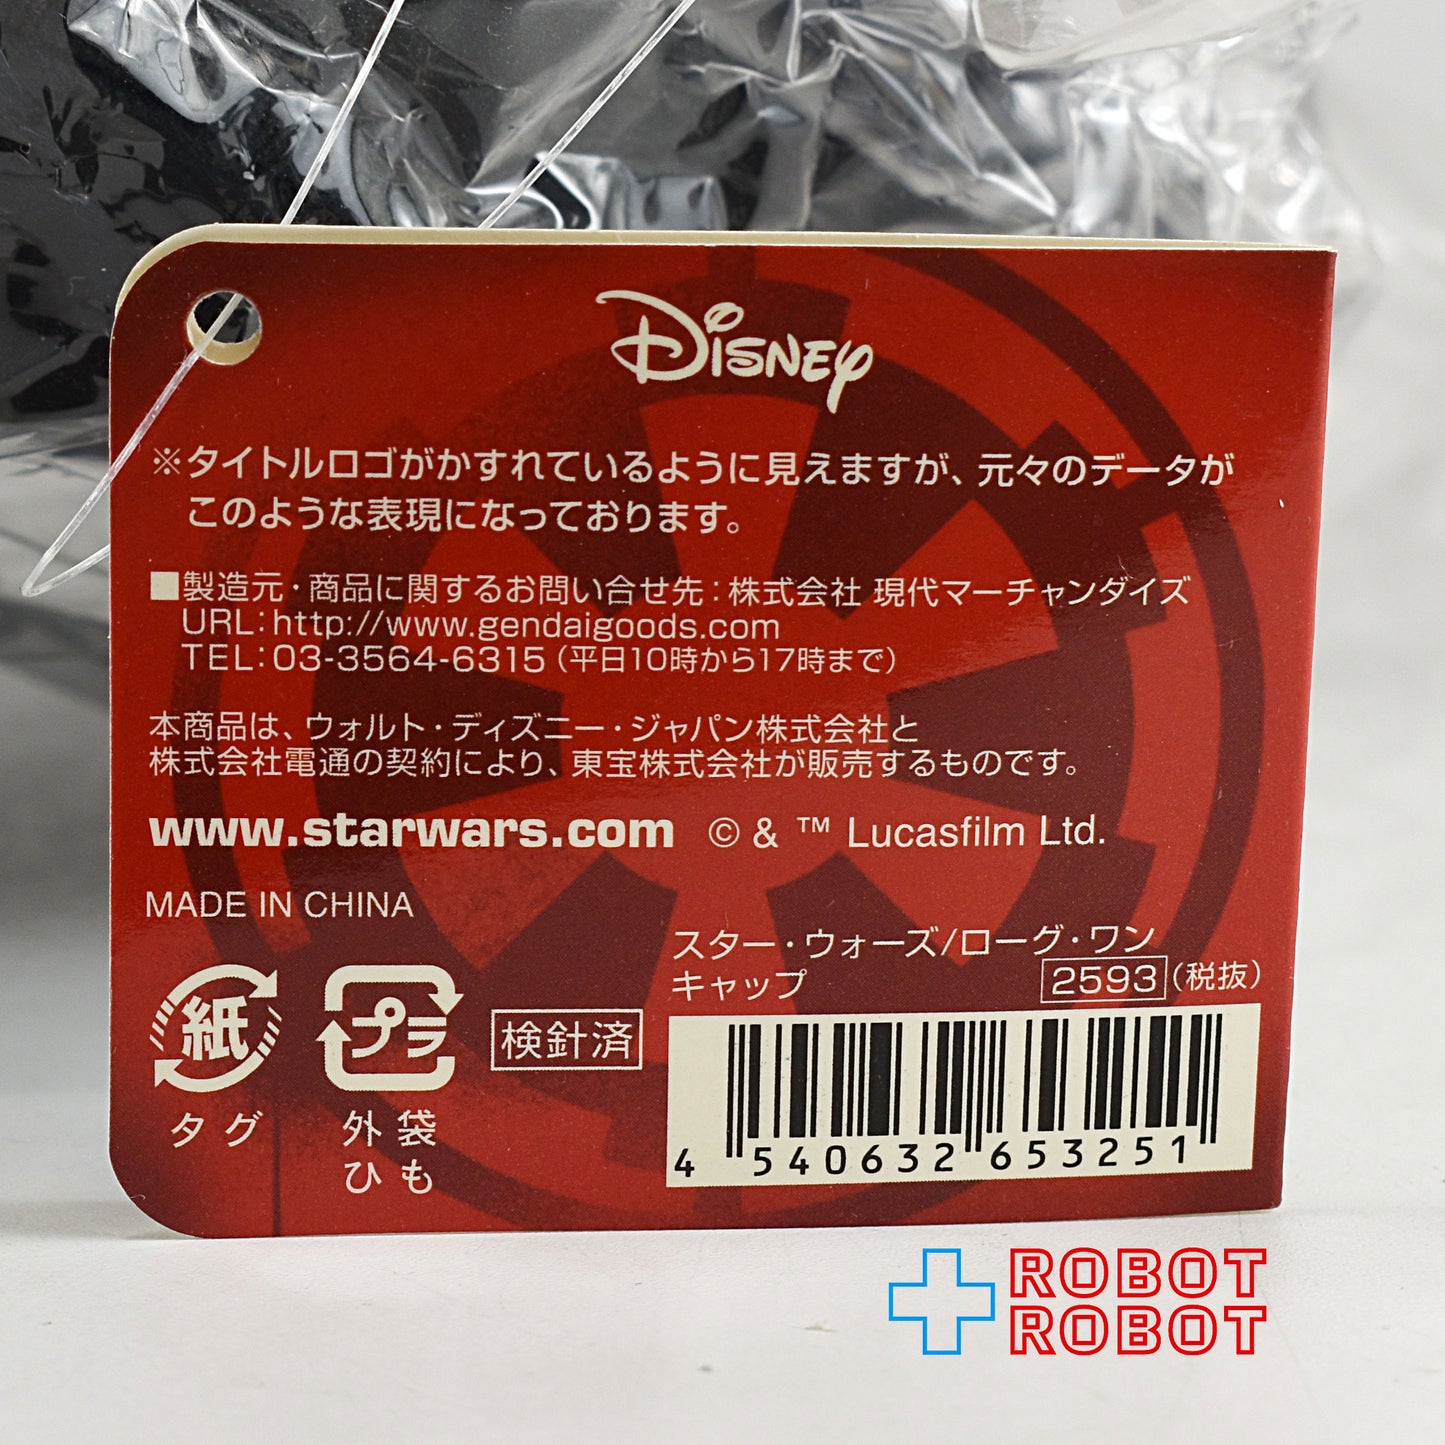 Disney
※タイトルロゴがかすれているように見えますが、元々のデータが
このような表現になっております。
■製造元・商品に関するお問い合せ先：株式会社 現代マーチャンダイズ
URL：http://www.gendaigoods.com
TEL：03-3564-6315（平日10時から17時まで）
本商品は、ウォルト・ディズニー・ジャパン株式会社と
株式会社電通の契約により、東宝株式会社が販売するものです。
www.starwars.com © & ™ Lucasfilm Ltd.
MADE IN CHINA
スター・ウォーズ/ローグ・ワン
キャップ 2593（税抜）
紙 プラ 検針済
タグ 外袋
ひも
4 540632 653251
ROBOT
ROBOT